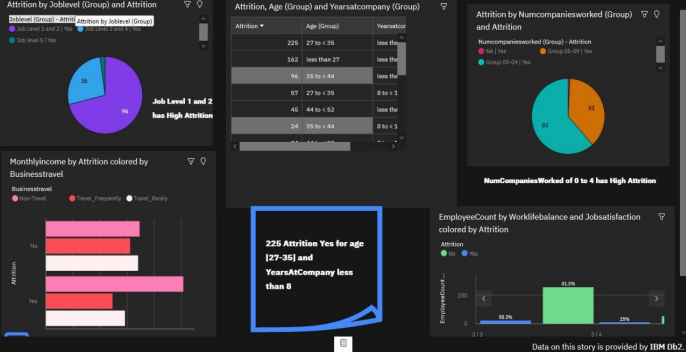 Attrition by Joblevel (Group) and Attrition
Joblevel (Group) - Attriti
Attrition by Joblevel (Group)
Job Level 1 and 2 | Yes
Job Level 3 and 4 | Yes
Job level 5 | Yes
36
96
Job Level 1 and 2
has High Attrition
Attrition, Age (Group) and Yearsatcompany (Group)
Attrition ▼ Age (Group) Yearsatcor
225 27 to < 35 less tha
162 less than 27 less tha
96 35 to < 44 less tha
57 27 to < 35 8 to < 1
45 44 to < 52 less tha
24 35 to < 44 8 to < 1
Attrition by Numcompaniesworked (Group)
and Attrition
Numcompaniesworked (Group) - Attrition
NA | Yes
Group 05-09 | Yes
Group 00-04 | Yes
51
83
NumCompaniesWorked of 0 to 4 has High Attrition
Monthlyincome by Attrition colored by
Businesstravel
Businesstravel
Non-Travel Travel_Frequently Travel_Rarely
Attrition
No
Yes
225 Attrition Yes for age
[27-35] and
YearsAtCompany less
than 8
EmployeeCount by Worklifebalance and Jobsatisfaction
colored by Attrition
Attrition
No Yes
EmployeeCount...
200
0
50.3%
41.3%
25%
3 | 3
3 | 4
Data on this story is provided by IBM Db2.